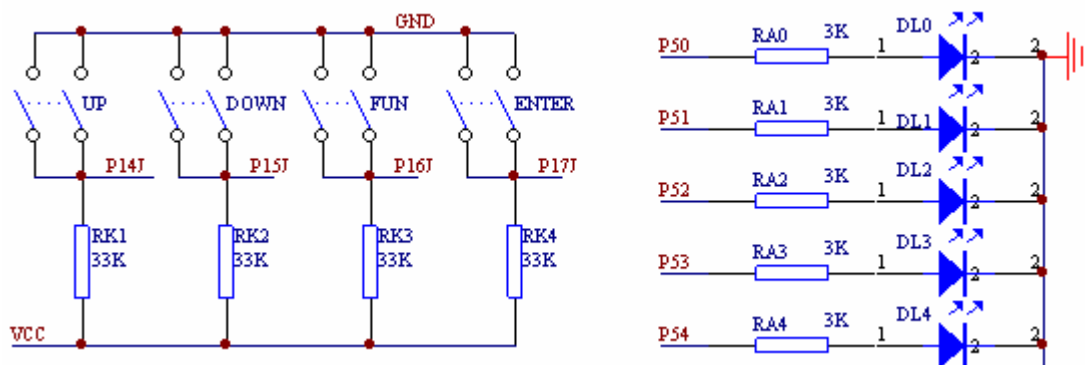 GND
UP
DOWN
FUN
ENTER
P14J
P15J
P16J
P17J
RK1
33K
RK2
33K
RK3
33K
RK4
33K
VCC
P50
RA0
3K
1
DL0
2
2
P51
RA1
3K
1
DL1
2
2
P52
RA2
3K
1
DL2
2
2
P53
RA3
3K
1
DL3
2
2
P54
RA4
3K
1
DL4
2
2